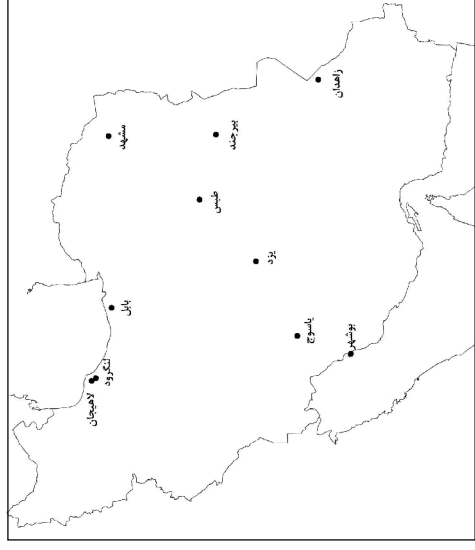 مشهد
بیرجند
زاهدان
طبس
یزد
بابل
یاسوج
بوشهر
لنگرود
لاهیجان